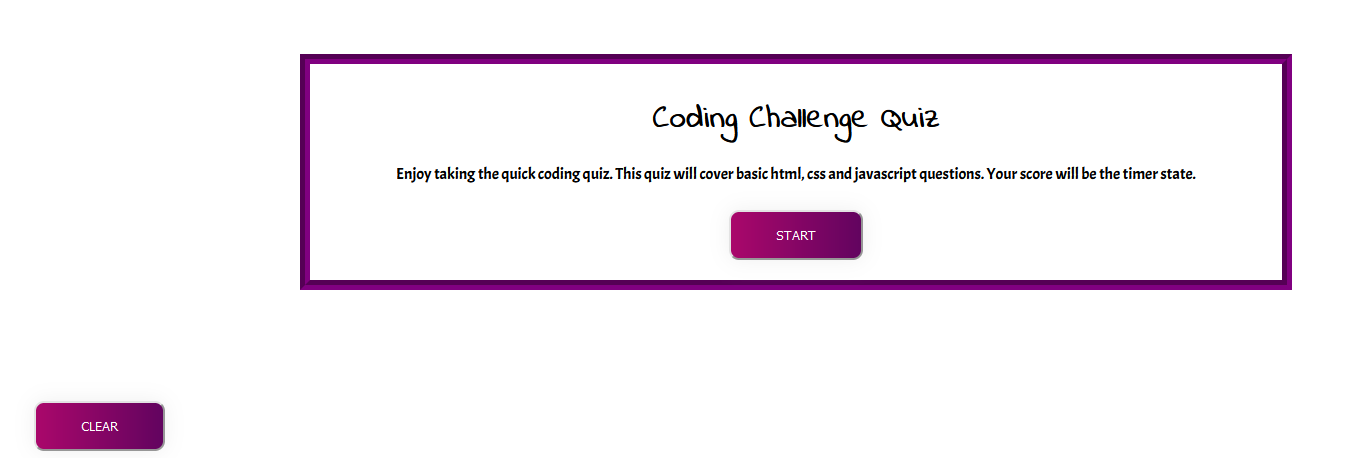 Coding Challenge Quiz
Enjoy taking the quick coding quiz. This quiz will cover basic html, css and javascript questions. Your score will be the timer state.
START
CLEAR